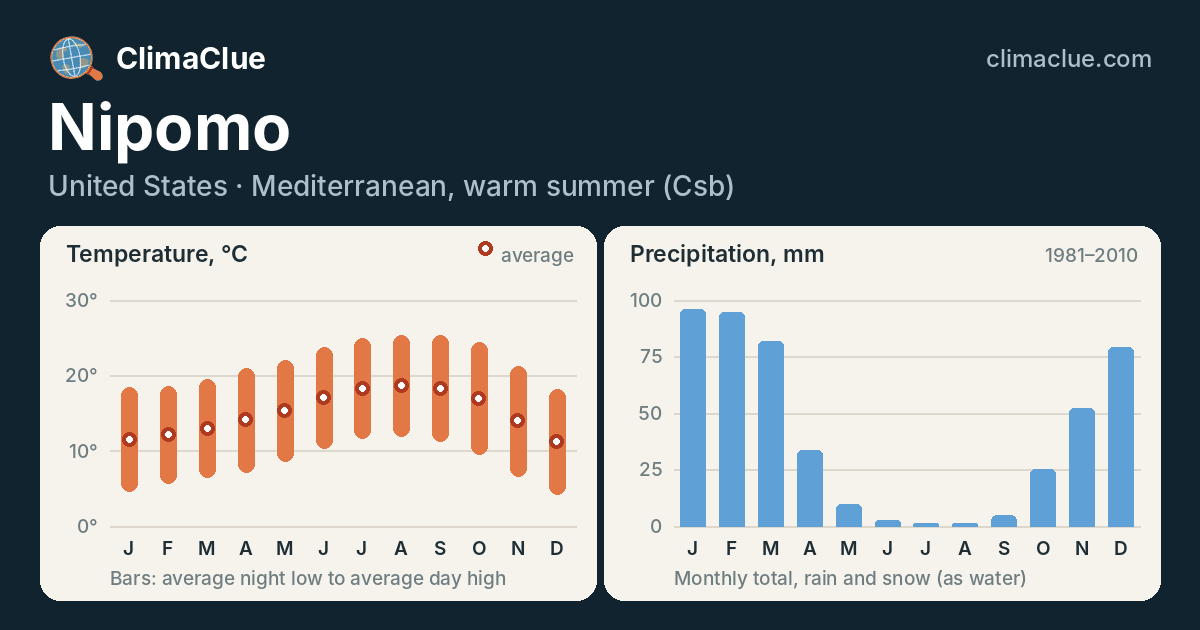 ClimaClue
climaclue.com
Nipomo
United States · Mediterranean, warm summer (Csb)
Temperature, °C
average
30°
20°
10°
0°
J F M A M J J A S O N D
Bars: average night low to average day high
Precipitation, mm
1981–2010
100
75
50
25
0
J F M A M J J A S O N D
Monthly total, rain and snow (as water)